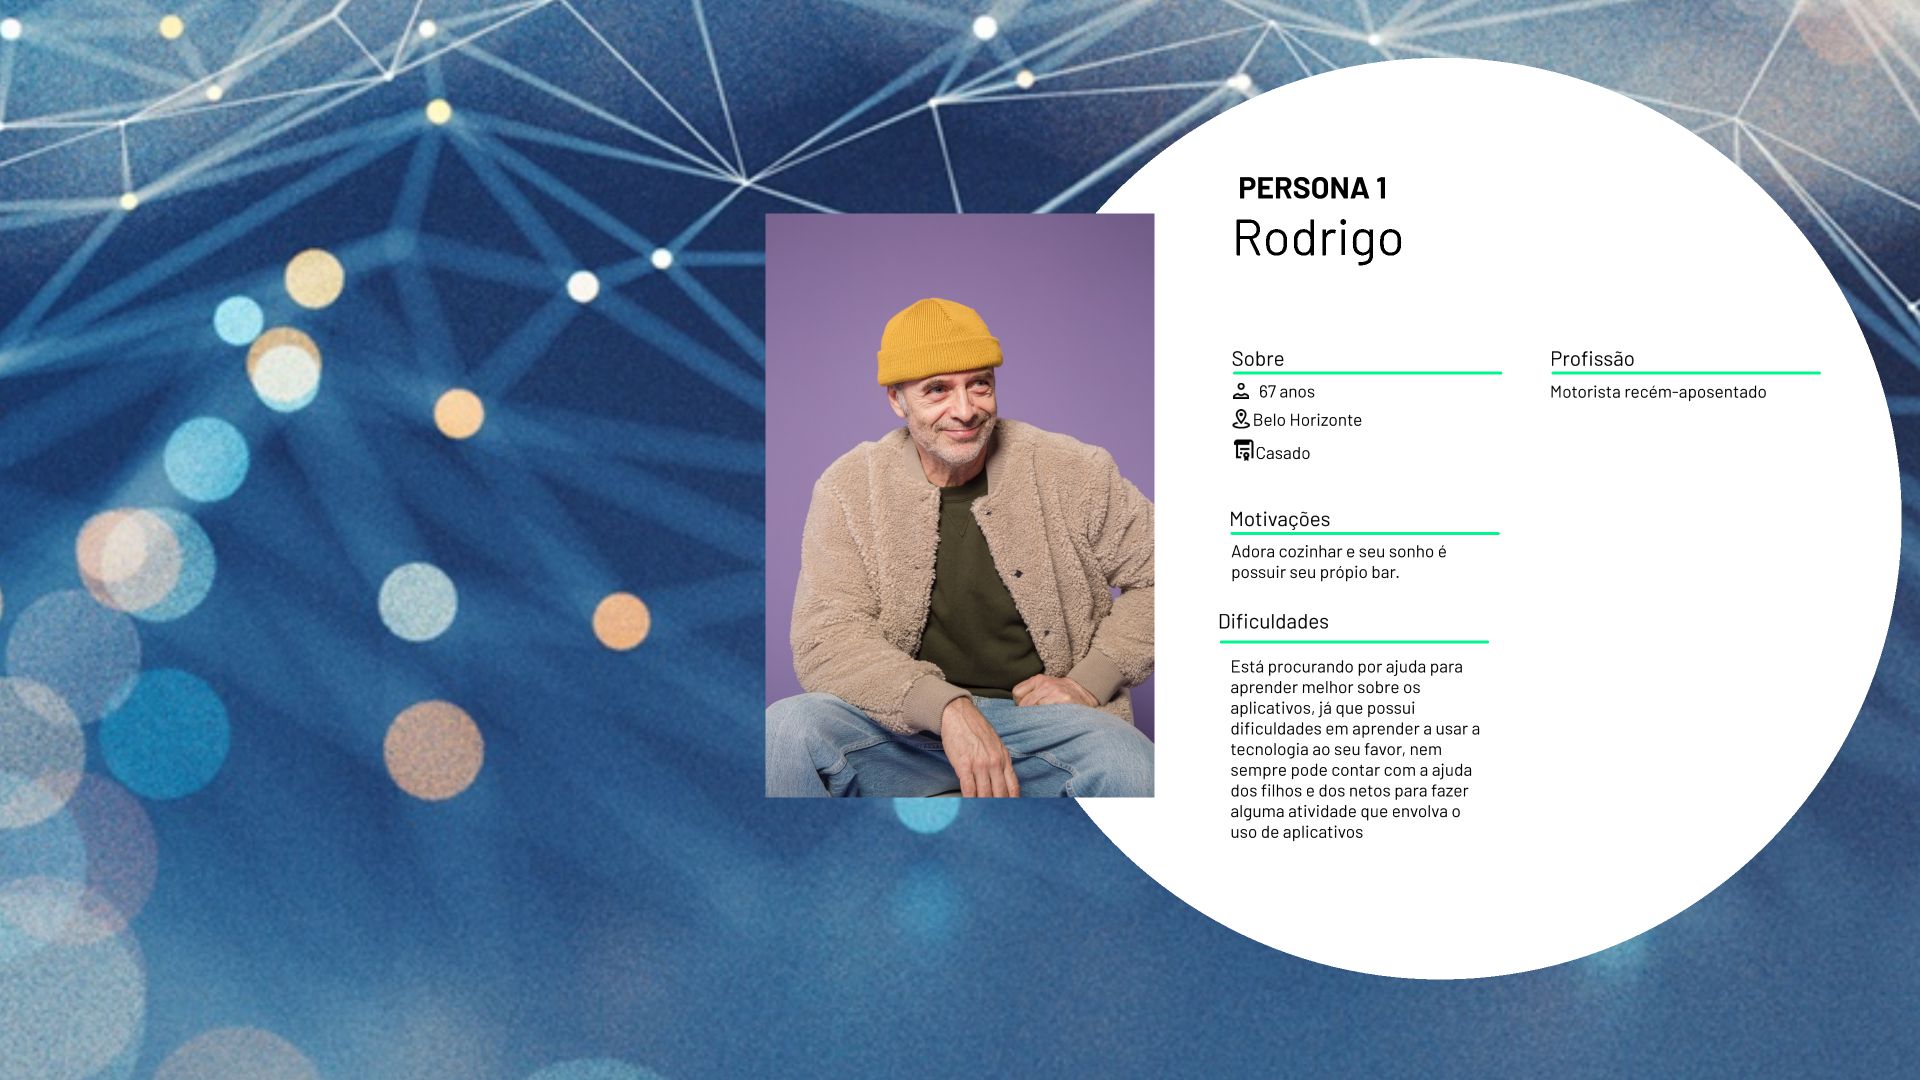 PERSONA 1
Rodrigo
Sobre
67 anos
Belo Horizonte
Casado
Profissão
Motorista recém-aposentado
Motivações
Adora cozinhar e seu sonho é
possuir seu própio bar.
Dificuldades
Está procurando por ajuda para
aprender melhor sobre os
aplicativos, já que possui
dificuldades em aprender a usar a
tecnologia ao seu favor, nem
sempre pode contar com a ajuda
dos filhos e dos netos para fazer
alguma atividade que envolva o
uso de aplicativos